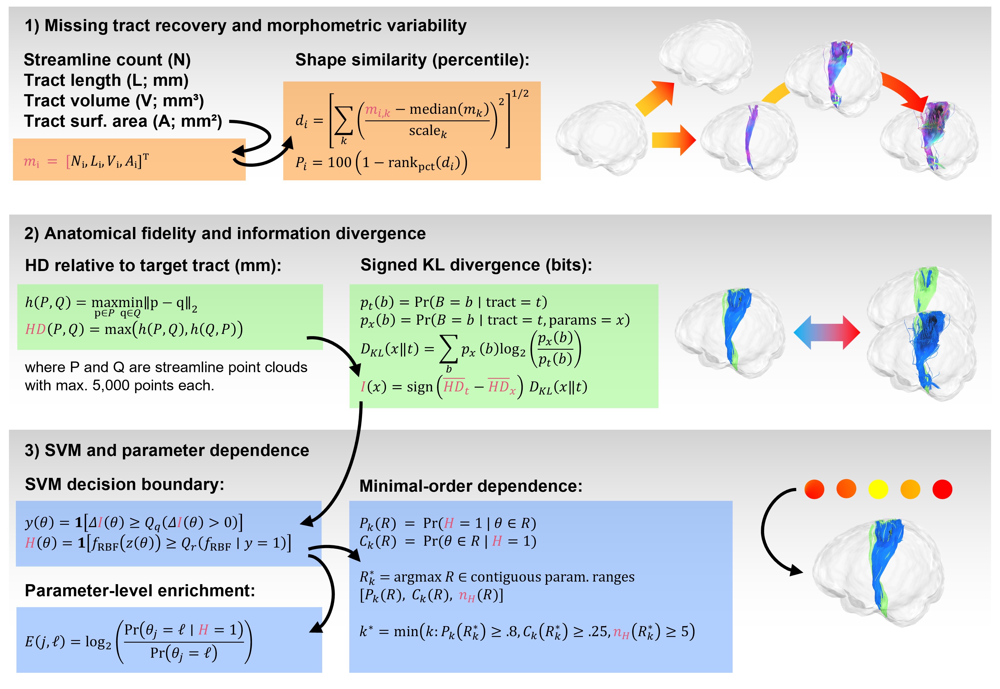 1) Missing tract recovery and morphometric variability
Streamline count (N)
Tract length (L; mm)
Tract volume (V; mm³)
Tract surf. area (A; mm²)
m_i = [N_i, L_i, V_i, A_i]^T
Shape similarity (percentile):
d_i = [∑_k ((m_{i,k} − median(m_k)) / scale_k)^2]^{1/2}
P_i = 100 (1 − rank_pct(d_i))
2) Anatomical fidelity and information divergence
HD relative to target tract (mm):
h(P, Q) = max_{p∈P} min_{q∈Q} ‖p − q‖_2
HD(P, Q) = max(h(P, Q), h(Q, P))
where P and Q are streamline point clouds
with max. 5,000 points each.
Signed KL divergence (bits):
p_t(b) = Pr(B = b | tract = t)
p_x(b) = Pr(B = b | tract = t, params = x)
D_KL(x‖t) = ∑_b p_x (b)log_2 (p_x(b) / p_t(b))
I(x) = sign (\overline{HD}_t − \overline{HD}_x) D_KL(x‖t)
3) SVM and parameter dependence
SVM decision boundary:
y(θ) = 1[ΔI(θ) ≥ Q_q(ΔI(θ) > 0)]
H(θ) = 1[f_RBF(z(θ)) ≥ Q_r(f_RBF | y = 1)]
Parameter-level enrichment:
E(j, ℓ) = log_2 (Pr(θ_j = ℓ | H = 1) / Pr(θ_j = ℓ))
Minimal-order dependence:
P_k(R) = Pr(H = 1 | θ ∈ R)
C_k(R) = Pr(θ ∈ R | H = 1)
R_k^* = argmax R ∈ contiguous param. ranges
[P_k(R), C_k(R), n_H(R)]
k^* = min(k: P_k(R_k^*) ≥ .8, C_k(R_k^*) ≥ .25, n_H(R_k^*) ≥ 5)